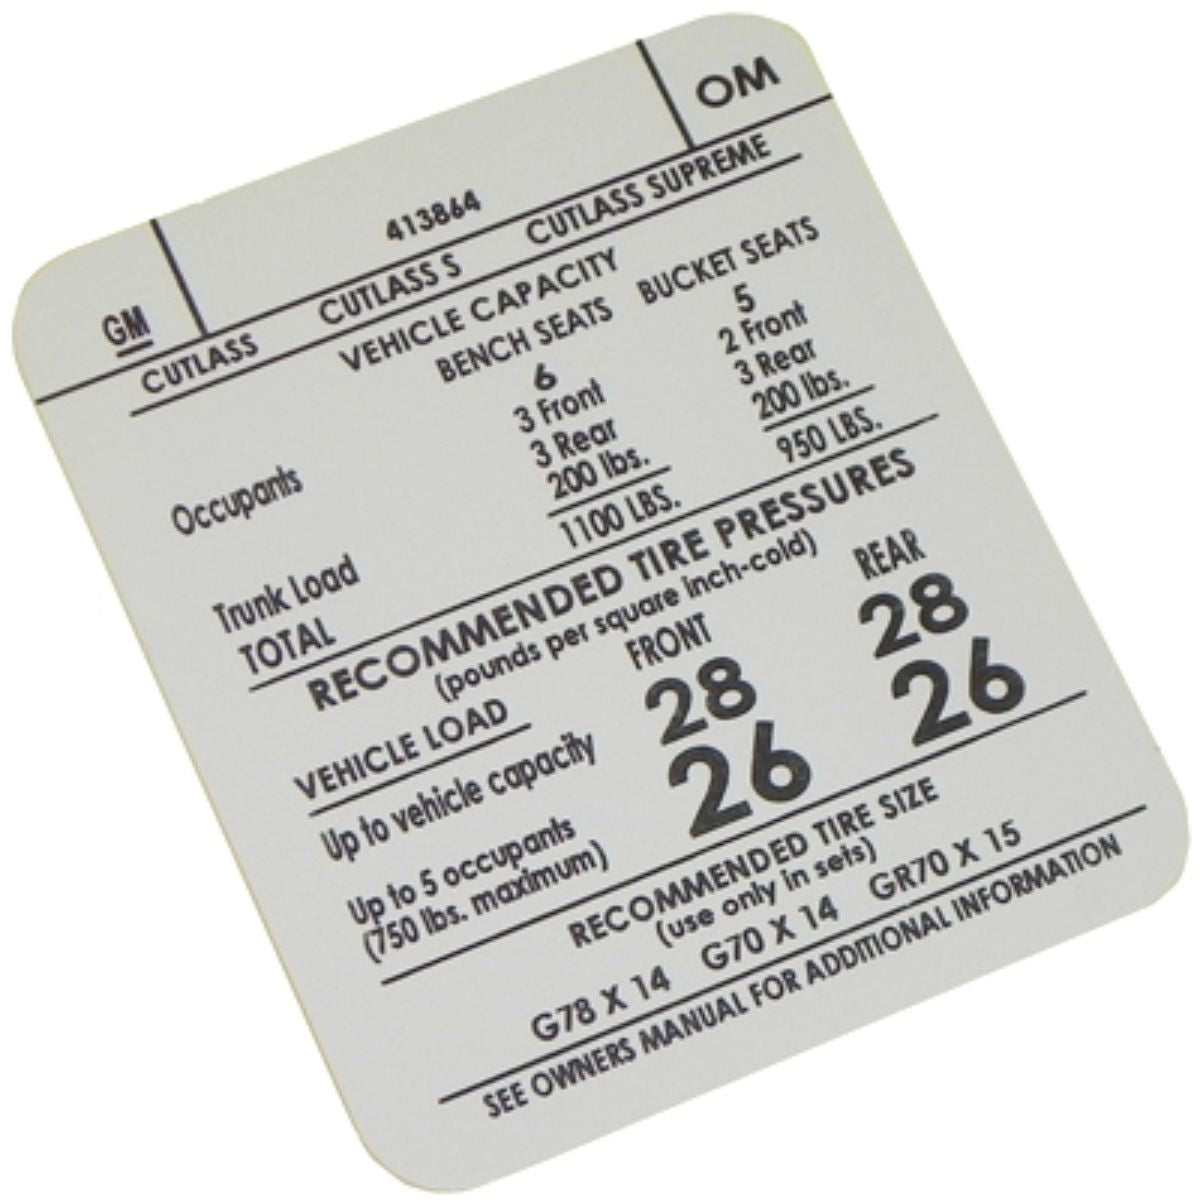 GM 413864 OM
CUTLASS CUTLASS S CUTLASS SUPREME
VEHICLE CAPACITY
BENCH SEATS BUCKET SEATS
Occupants 6 5
3 Front 2 Front
3 Rear 3 Rear
Trunk Load 200 lbs. 200 lbs.
TOTAL 1100 LBS. 950 LBS.
RECOMMENDED TIRE PRESSURES
(pounds per square inch-cold)
VEHICLE LOAD FRONT REAR
Up to vehicle capacity 28 28
Up to 5 occupants 26 26
(750 lbs. maximum)
RECOMMENDED TIRE SIZE
(use only in sets)
G78 X 14 G70 X 14 GR70 X 15
SEE OWNERS MANUAL FOR ADDITIONAL INFORMATION